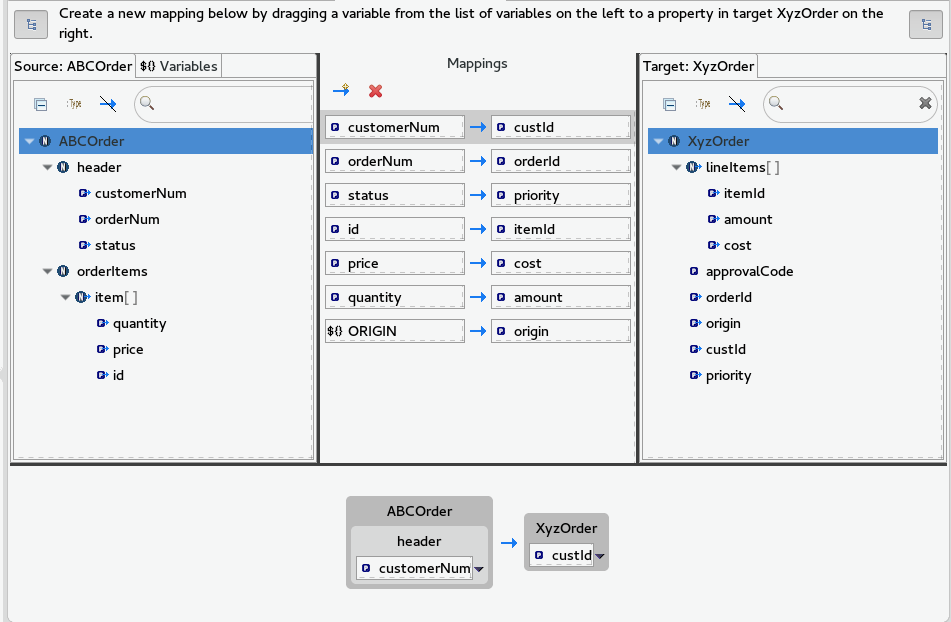 Create a new mapping below by dragging a variable from the list of variables on the left to a property in target XyzOrder on the
right.
Source: ABCOrder
${} Variables
:Type
ABCOrder
header
customerNum
orderNum
status
orderItems
item[ ]
quantity
price
id
Mappings
customerNum custId
orderNum orderId
status priority
id itemId
price cost
quantity amount
${} ORIGIN origin
Target: XyzOrder
:Type
XyzOrder
lineItems[ ]
itemId
amount
cost
approvalCode
orderId
origin
custId
priority
ABCOrder
header
customerNum
XyzOrder
custId